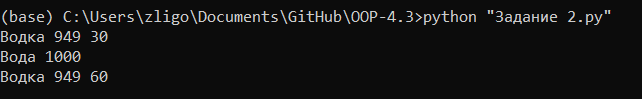 (base) C:\Users\zligo\Documents\GitHub\OOP-4.3>python "Задание 2.py"
Водка 949 30
Вода 1000
Водка 949 60